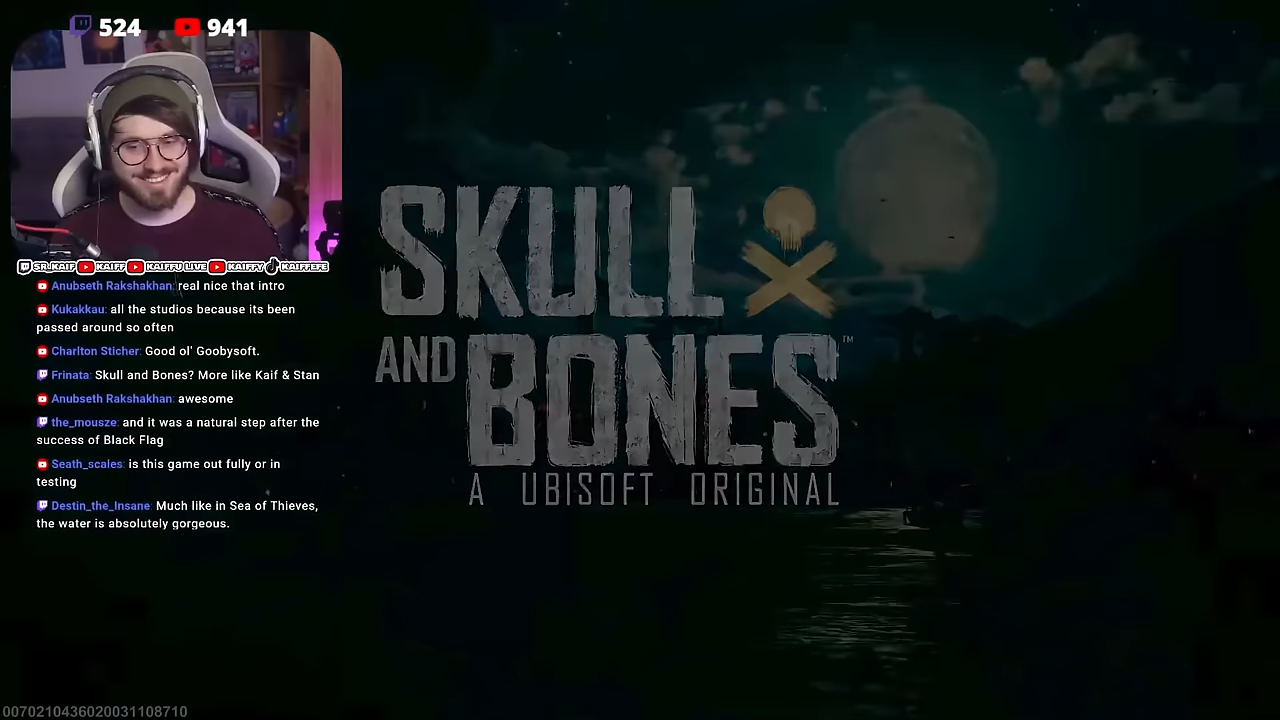 524 941
SR.KAIF KAIFF KAIFFU LIVE KAIFFY KAIFFEFE
Anubseth Rakshakhan: real nice that intro
Kukakkau: all the studios because its been
passed around so often
Charlton Sticher: Good ol' Goobysoft.
Frinata: Skull and Bones? More like Kaif & Stan
Anubseth Rakshakhan: awesome
the_mousze: and it was a natural step after the
success of Black Flag
Seath_scales: is this game out fully or in
testing
Destin_the_Insane: Much like in Sea of Thieves,
the water is absolutely gorgeous.
SKULL
AND BONES™
A UBISOFT ORIGINAL
0070210436020031108710